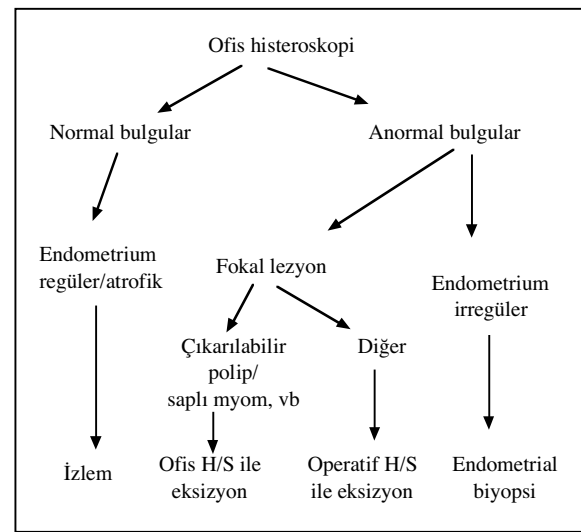 Ofis histeroskopi
Normal bulgular
Anormal bulgular
Endometrium
regüler/atrofik
Fokal lezyon
Endometrium
irregüler
Çıkarılabilir
polip/
saplı myom, vb
Diğer
İzlem
Ofis H/S ile
eksizyon
Operatif H/S
ile eksizyon
Endometrial
biyopsi